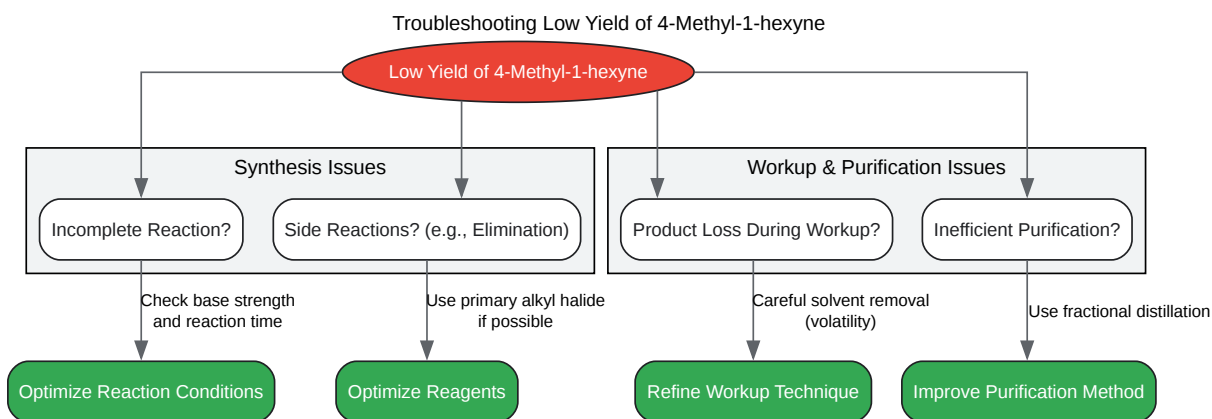 Troubleshooting Low Yield of 4-Methyl-1-hexyne
Low Yield of 4-Methyl-1-hexyne
Synthesis Issues
Workup & Purification Issues
Incomplete Reaction?
Side Reactions? (e.g., Elimination)
Product Loss During Workup?
Inefficient Purification?
Check base strength
and reaction time
Use primary alkyl halide
if possible
Careful solvent removal
(volatility)
Use fractional distillation
Optimize Reaction Conditions
Optimize Reagents
Refine Workup Technique
Improve Purification Method